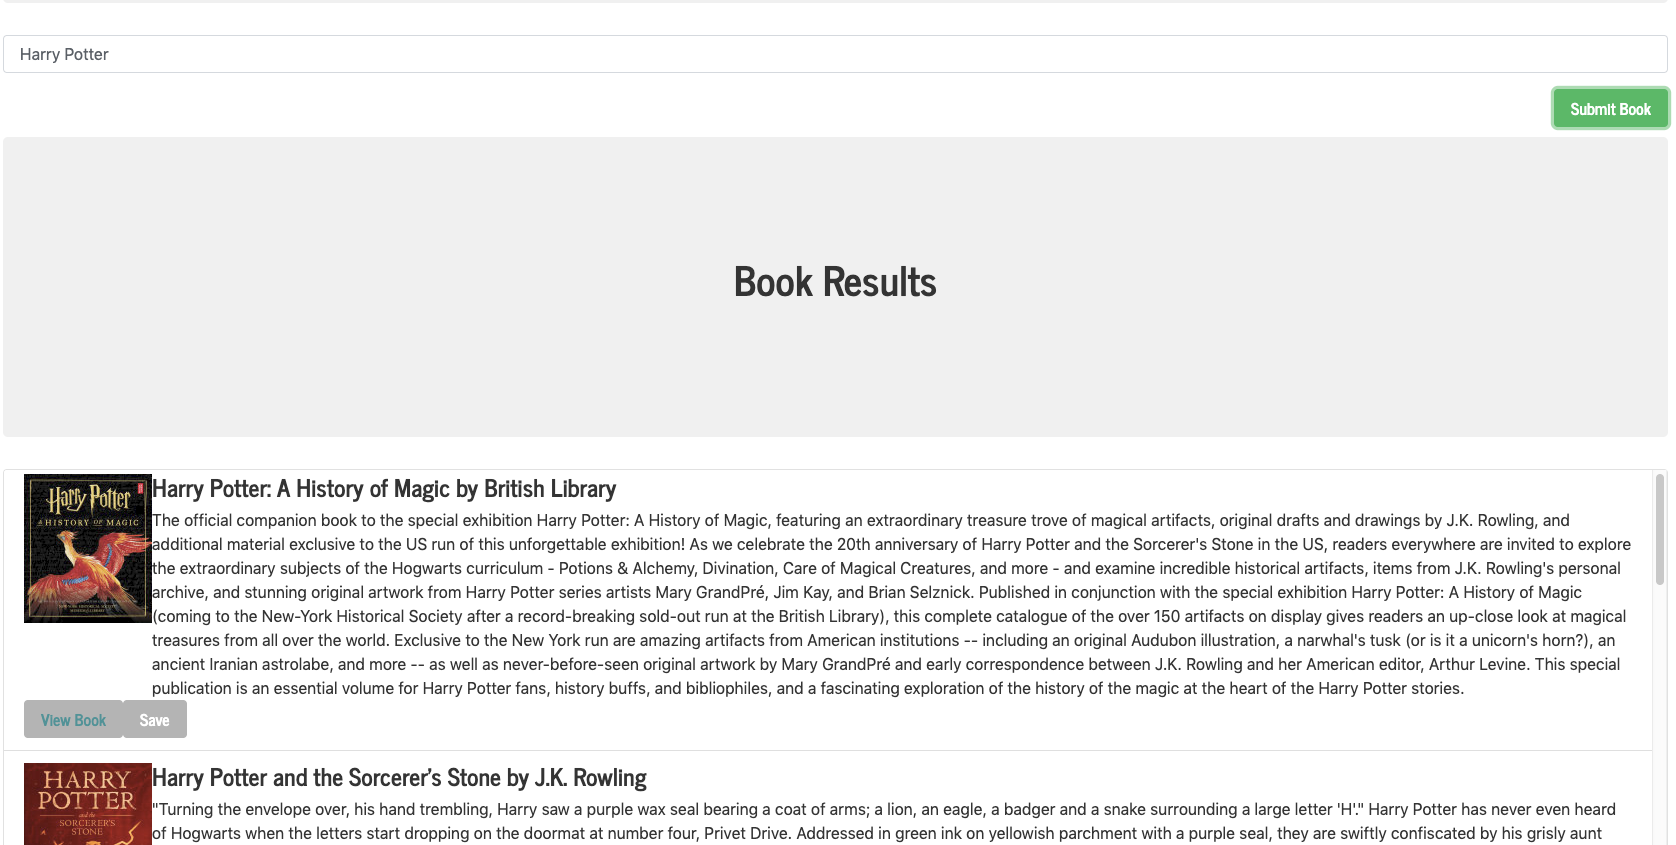 Harry Potter
Submit Book
Book Results
Harry Potter
A HISTORY OF MAGIC
Harry Potter: A History of Magic by British Library
The official companion book to the special exhibition Harry Potter: A History of Magic, featuring an extraordinary treasure trove of magical artifacts, original drafts and drawings by J.K. Rowling, and
additional material exclusive to the US run of this unforgettable exhibition! As we celebrate the 20th anniversary of Harry Potter and the Sorcerer's Stone in the US, readers everywhere are invited to explore
the extraordinary subjects of the Hogwarts curriculum - Potions & Alchemy, Divination, Care of Magical Creatures, and more - and examine incredible historical artifacts, items from J.K. Rowling's personal
archive, and stunning original artwork from Harry Potter series artists Mary GrandPré, Jim Kay, and Brian Selznick. Published in conjunction with the special exhibition Harry Potter: A History of Magic
(coming to the New-York Historical Society after a record-breaking sold-out run at the British Library), this complete catalogue of the over 150 artifacts on display gives readers an up-close look at magical
treasures from all over the world. Exclusive to the New York run are amazing artifacts from American institutions -- including an original Audubon illustration, a narwhal's tusk (or is it a unicorn's horn?), an
ancient Iranian astrolabe, and more -- as well as never-before-seen original artwork by Mary GrandPré and early correspondence between J.K. Rowling and her American editor, Arthur Levine. This special
publication is an essential volume for Harry Potter fans, history buffs, and bibliophiles, and a fascinating exploration of the history of the magic at the heart of the Harry Potter stories.
View Book
Save
HARRY
POTTER
and the
SORCERER'S
STONE
Harry Potter and the Sorcerer's Stone by J.K. Rowling
"Turning the envelope over, his hand trembling, Harry saw a purple wax seal bearing a coat of arms; a lion, an eagle, a badger and a snake surrounding a large letter 'H'." Harry Potter has never even heard
of Hogwarts when the letters start dropping on the doormat at number four, Privet Drive. Addressed in green ink on yellowish parchment with a purple seal, they are swiftly confiscated by his grisly aunt